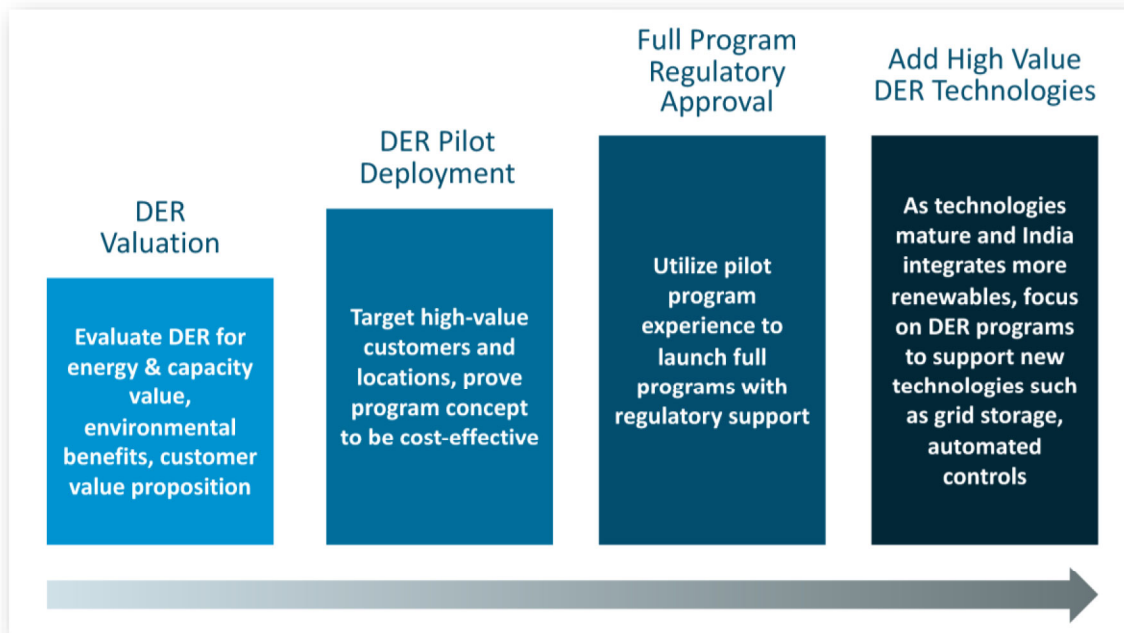 DER
Valuation
Evaluate DER for
energy & capacity
value,
environmental
benefits, customer
value proposition
DER Pilot
Deployment
Target high-value
customers and
locations, prove
program concept
to be cost-effective
Full Program
Regulatory
Approval
Utilize pilot
program
experience to
launch full
programs with
regulatory support
Add High Value
DER Technologies
As technologies
mature and India
integrates more
renewables, focus
on DER programs
to support new
technologies such
as grid storage,
automated
controls